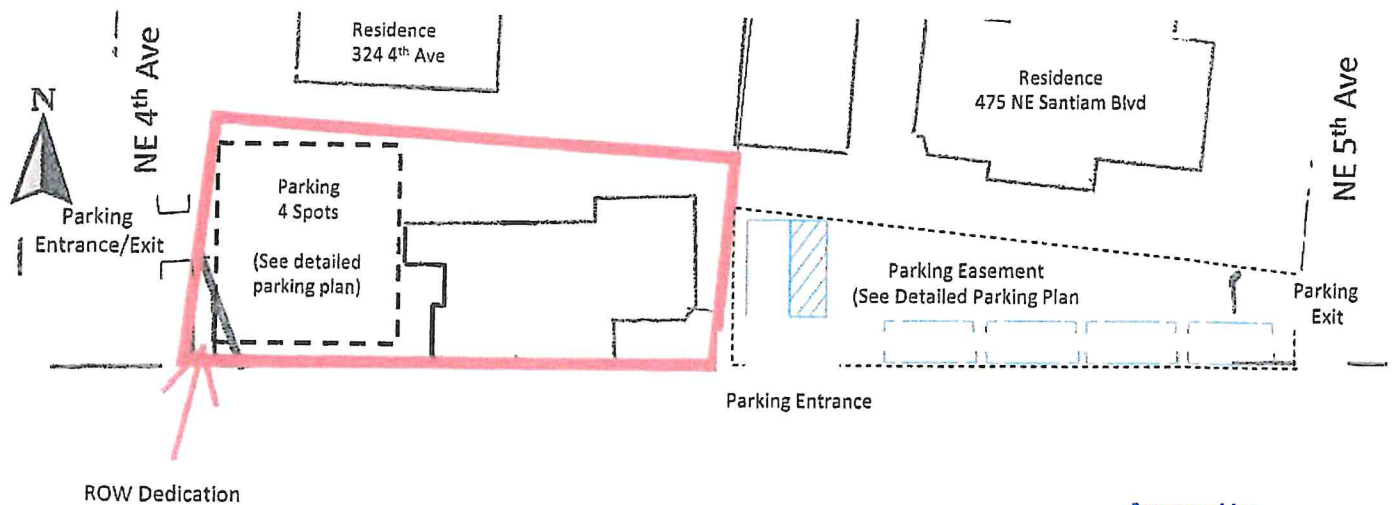 Residence
324 4th Ave
NE 4th Ave
N
Residence
475 NE Santiam Blvd
NE 5th Ave
Parking
4 Spots
(See detailed
parking plan)
Parking
Entrance/Exit
Parking Easement
(See Detailed Parking Plan
Parking
Exit
Parking Entrance
ROW Dedication